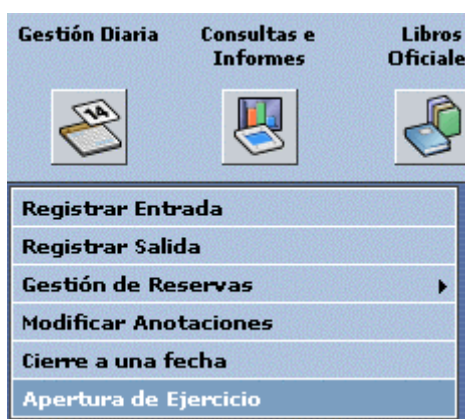 Gestión Diaria
Consultas e
Informes
Libros
Oficiale
14
Registrar Entrada
Registrar Salida
Gestión de Reservas
Modificar Anotaciones
Cierre a una fecha
Apertura de Ejercicio